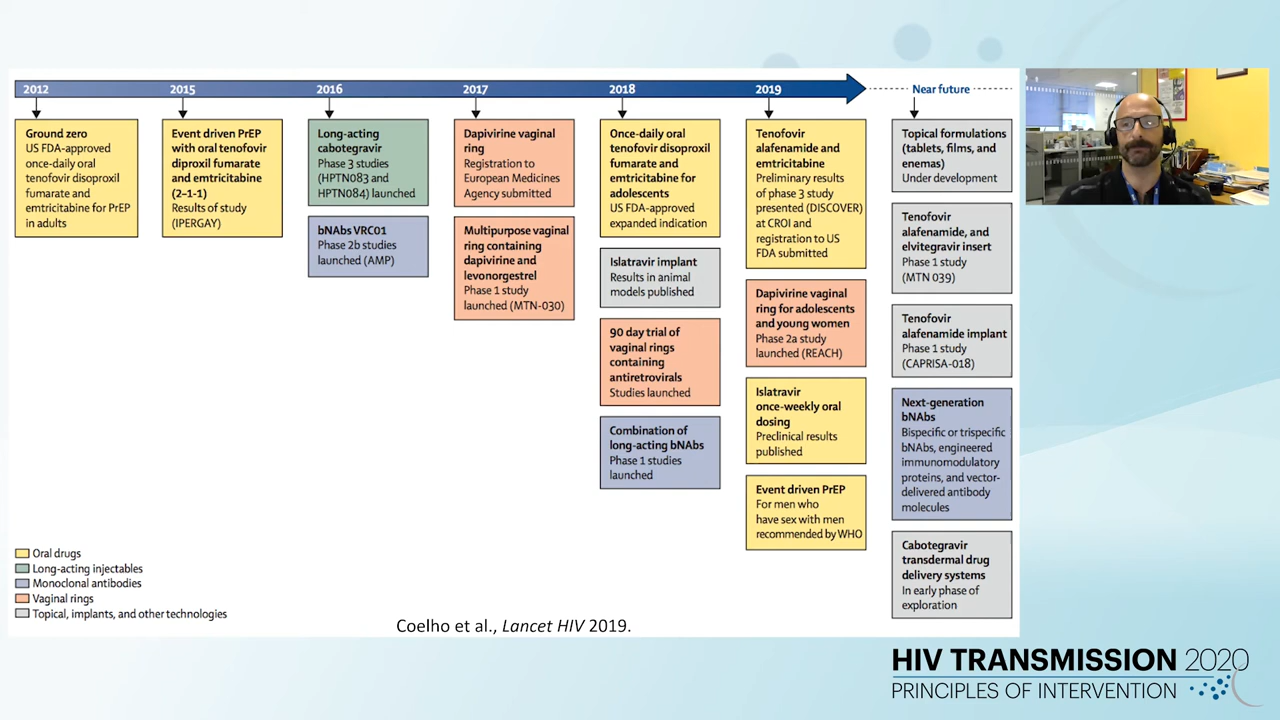 2012
2015
2016
2017
2018
2019
Near future
Ground zero
US FDA-approved
once-daily oral
tenofovir disoproxil
fumarate and
emtricitabine for PrEP
in adults
Event driven PrEP
with oral tenofovir
diproxil fumarate
and emtricitabine
(2–1–1)
Results of study
(IPERGAY)
Long-acting
cabotegravir
Phase 3 studies
(HPTN083 and
HPTN084) launched
bNAbs VRC01
Phase 2b studies
launched (AMP)
Dapivirine vaginal
ring
Registration to
European Medicines
Agency submitted
Multipurpose vaginal
ring containing
dapivirine and
levonorgestrel
Phase 1 study
launched (MTN-030)
Once-daily oral
tenofovir disoproxil
fumarate and
emtricitabine for
adolescents
US FDA-approved
expanded indication
Islatravir implant
Results in animal
models published
90 day trial of
vaginal rings
containing
antiretrovirals
Studies launched
Combination of
long-acting bNAbs
Phase 1 studies
launched
Tenofovir
alafenamide and
emtricitabine
Preliminary results
of phase 3 study
presented (DISCOVER)
at CROI and
registration to US
FDA submitted
Dapivirine vaginal
ring for adolescents
and young women
Phase 2a study
launched (REACH)
Islatravir
once-weekly oral
dosing
Preclinical results
published
Event driven PrEP
For men who
have sex with men
recommended by WHO
Topical formulations
(tablets, films, and
enemas)
Under development
Tenofovir
alafenamide, and
elvitegravir insert
Phase 1 study
(MTN 039)
Tenofovir
alafenamide implant
Phase 1 study
(CAPRISA-018)
Next-generation
bNAbs
Bispecific or trispecific
bNAbs, engineered
immunomodulatory
proteins, and vector-
delivered antibody
molecules
Cabotegravir
transdermal drug
delivery systems
In early phase of
exploration
Oral drugs
Long-acting injectables
Monoclonal antibodies
Vaginal rings
Topical, implants, and other technologies
Coelho et al., Lancet HIV 2019.
HIV TRANSMISSION 2020
PRINCIPLES OF INTERVENTION